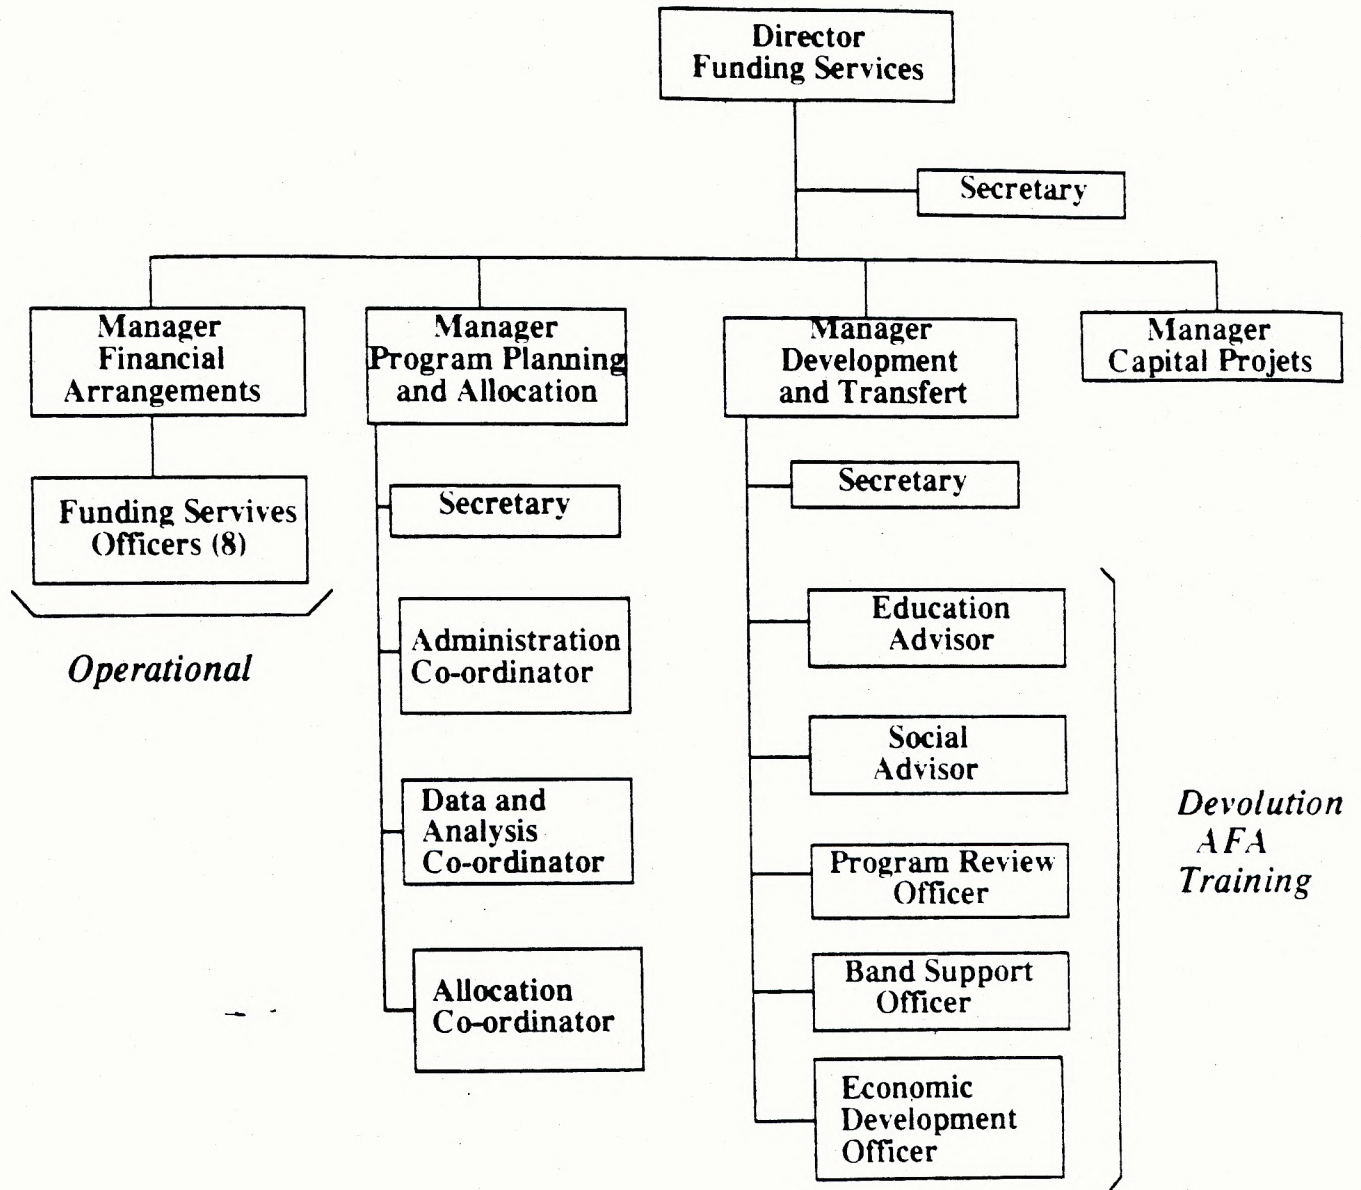 Director
Funding Services
Secretary
Manager
Financial
Arrangements
Manager
Program Planning
and Allocation
Manager
Development
and Transfert
Manager
Capital Projets
Funding Servives
Officers (8)
Operational
Secretary
Administration
Co-ordinator
Data and
Analysis
Co-ordinator
Allocation
Co-ordinator
Secretary
Education
Advisor
Social
Advisor
Program Review
Officer
Band Support
Officer
Economic
Development
Officer
Devolution
AFA
Training